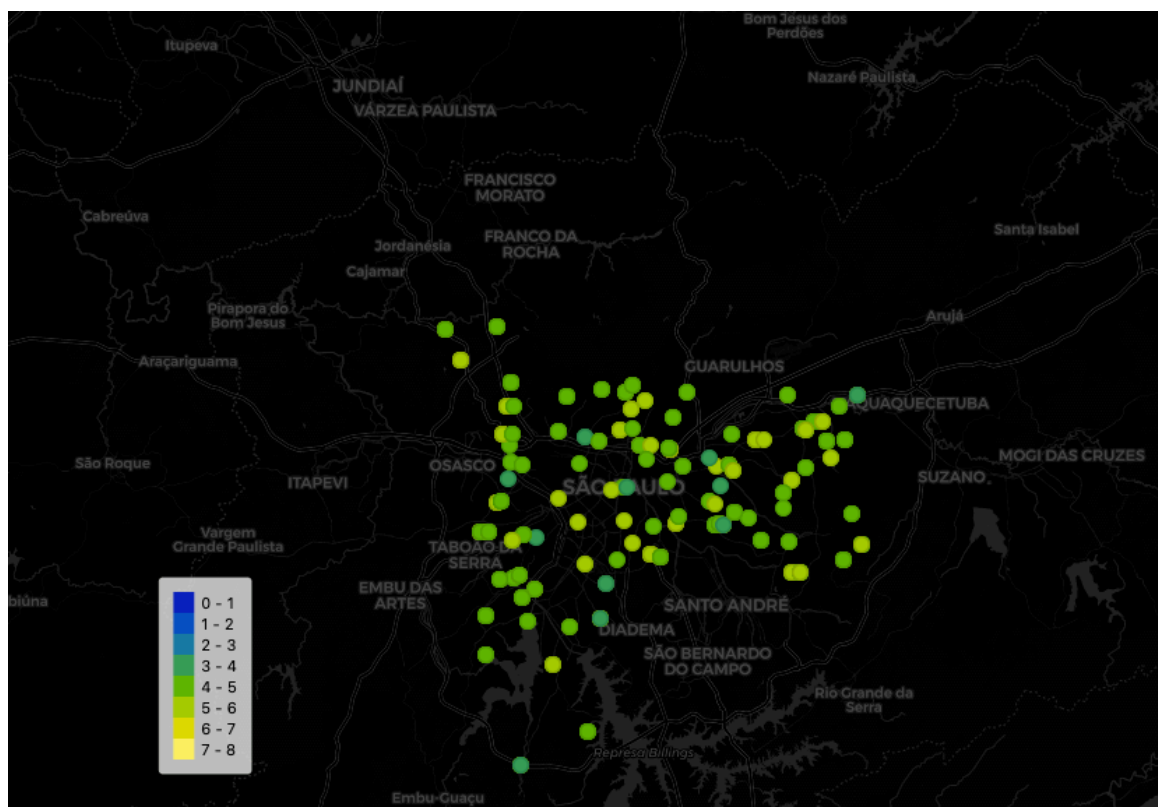 Bom Jesus dos
Perdões
Itupeva
Nazaré Paulista
JUNDIAÍ
VÁRZEA PAULISTA
FRANCISCO
MORATO
Cabreúva
Santa Isabel
Jordanésia
FRANCO DA
ROCHA
Cajamar
Pirapora do
Bom Jesus
Arujá
Araçariguama
GUARULHOS
AQUAQUECETUBA
São Roque
OSASCO
MOGI DAS CRUZES
ITAPEVI
SUZANO
SÃO PAULO
Vargem
Grande Paulista
TABOÃO DA
SERRA
EMBU DAS
ARTES
biúna
SANTO ANDRÉ
DIADEMA
SÃO BERNARDO
DO CAMPO
Rio Grande da
Serra
Represa Billings
Embu-Guaçu
0 - 1
1 - 2
2 - 3
3 - 4
4 - 5
5 - 6
6 - 7
7 - 8